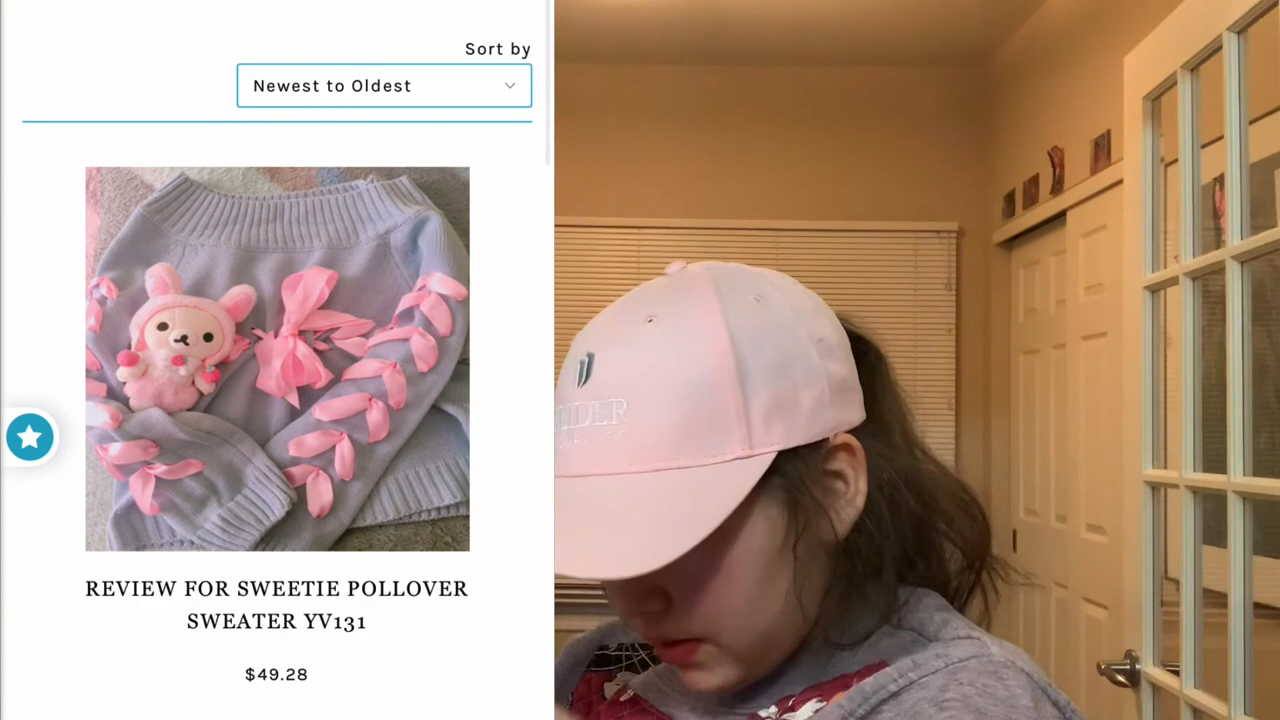 Sort by
Newest to Oldest
REVIEW FOR SWEETIE POLLOVER
SWEATER YV131
$49.28